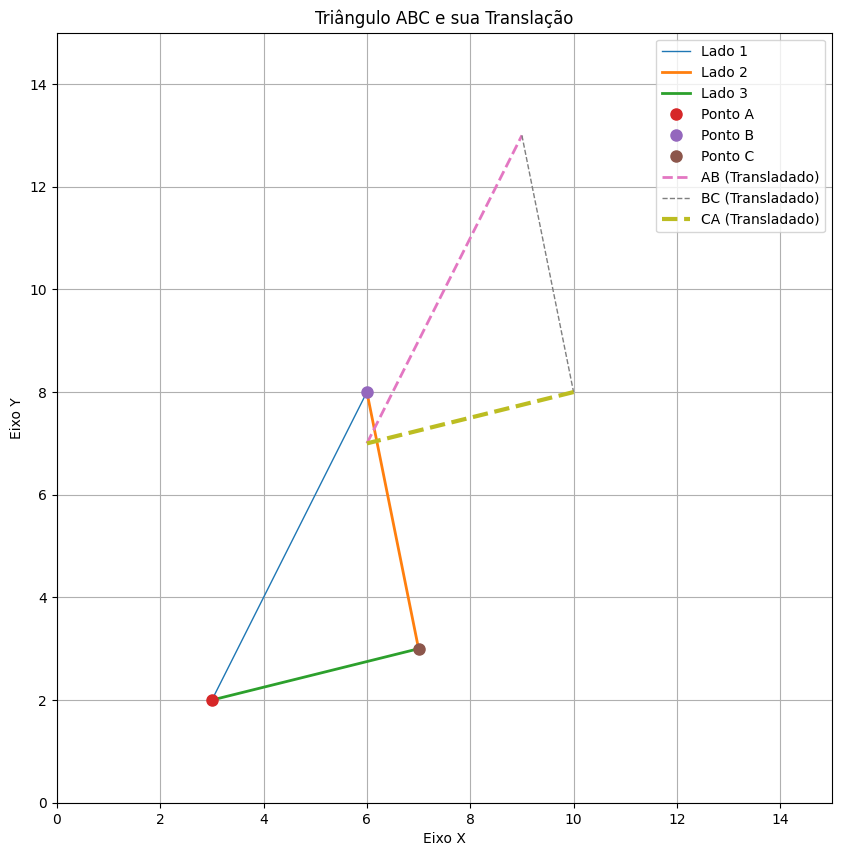 Triângulo ABC e sua Translação
Lado 1
Lado 2
Lado 3
Ponto A
Ponto B
Ponto C
AB (Transladado)
BC (Transladado)
CA (Transladado)
14
12
10
8
6
4
2
0
Eixo Y
0 2 4 6 8 10 12 14
Eixo X